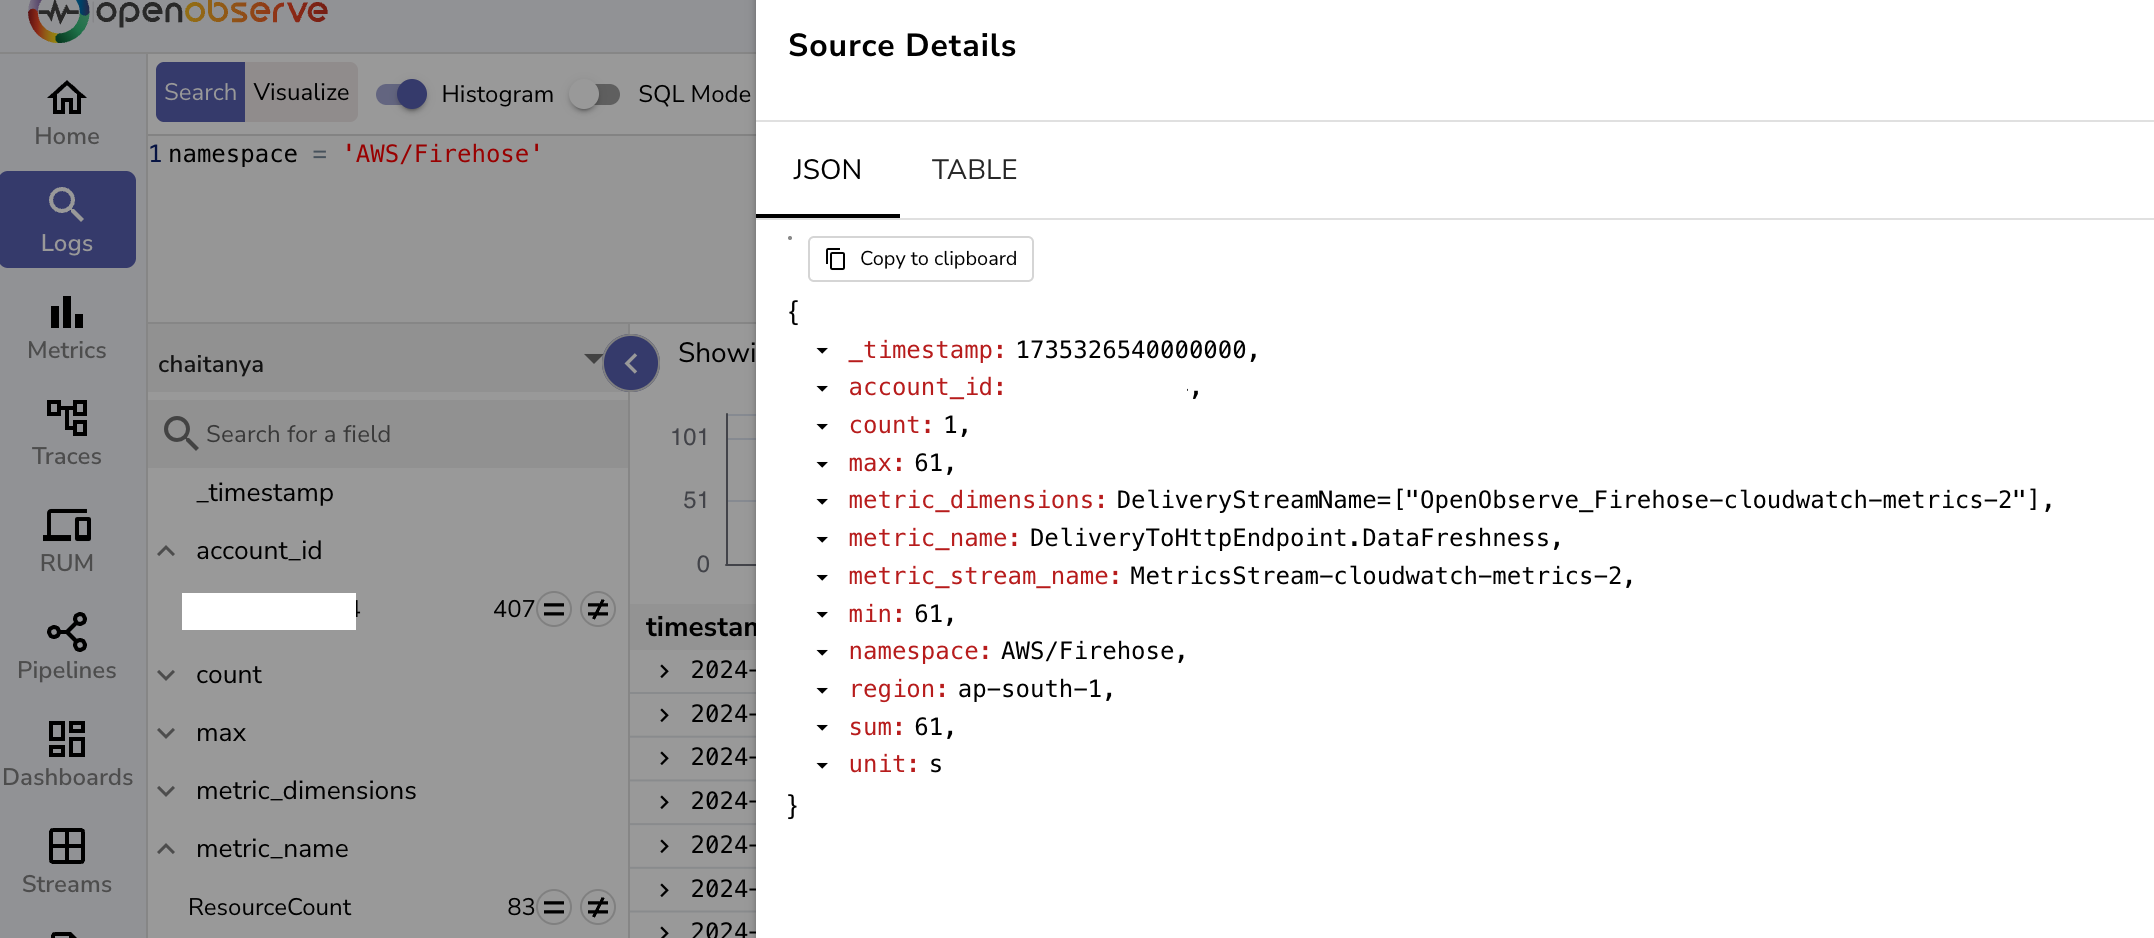 openobserve
Home
Logs
Metrics
Traces
RUM
Pipelines
Dashboards
Streams
Search Visualize Histogram SQL Mode
1 namespace = 'AWS/Firehose'
chaitanya
Search for a field
_timestamp
account_id
407
count
max
metric_dimensions
metric_name
ResourceCount 83
101
51
0
2024-
2024-
2024-
2024-
2024-
2024-
2024-
Source Details
JSON TABLE
Copy to clipboard
{
_timestamp: 1735326540000000,
account_id: ,
count: 1,
max: 61,
metric_dimensions: DeliveryStreamName=["OpenObserve_Firehose-cloudwatch-metrics-2"],
metric_name: DeliveryToHttpEndpoint.DataFreshness,
metric_stream_name: MetricsStream-cloudwatch-metrics-2,
min: 61,
namespace: AWS/Firehose,
region: ap-south-1,
sum: 61,
unit: s
}